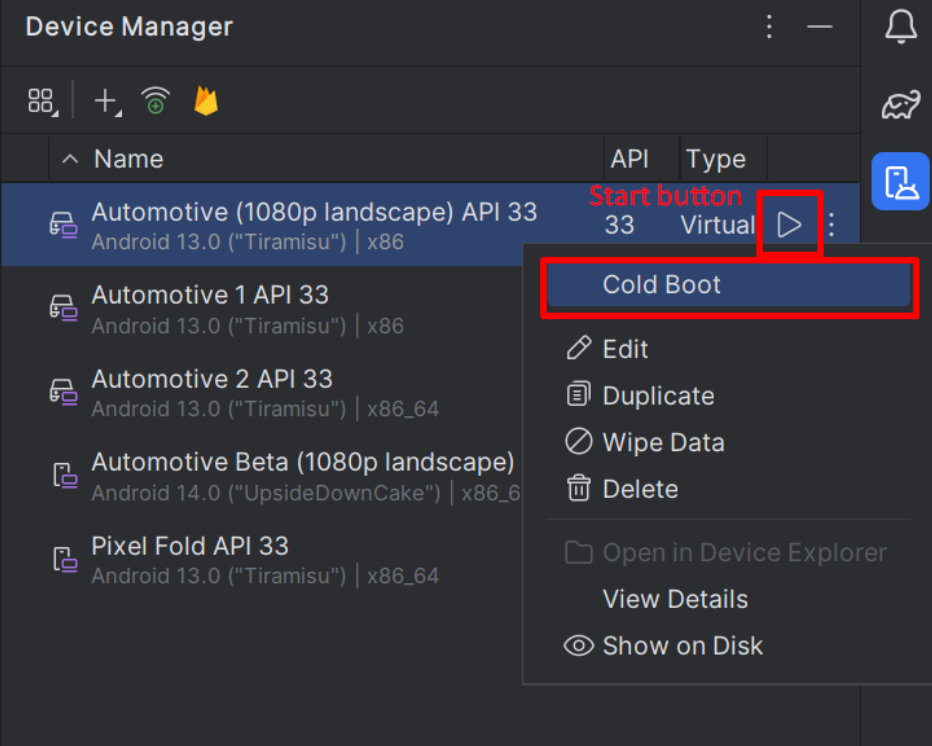 Device Manager
Name API Type
Start button
Automotive (1080p landscape) API 33
Android 13.0 ("Tiramisu") | x86
33 Virtual
Cold Boot
Automotive 1 API 33
Android 13.0 ("Tiramisu") | x86
Edit
Automotive 2 API 33
Android 13.0 ("Tiramisu") | x86_64
Duplicate
Wipe Data
Automotive Beta (1080p landscape)
Android 14.0 ("UpsideDownCake") | x86_6
Delete
Pixel Fold API 33
Android 13.0 ("Tiramisu") | x86_64
Open in Device Explorer
View Details
Show on Disk